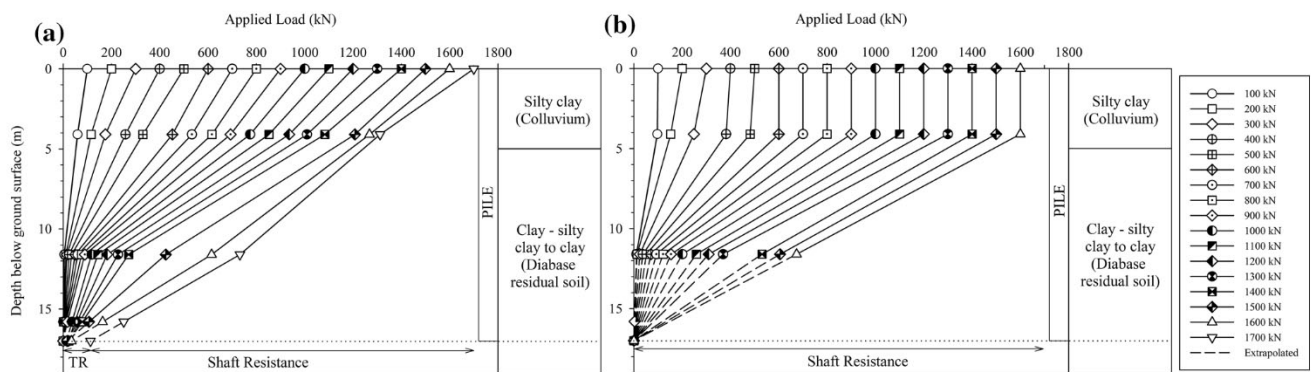 (a)
Applied Load (kN)
0 200 400 600 800 1000 1200 1400 1600 1800
Depth below ground surface (m)
0
5
10
15
PILE
Silty clay
(Colluvium)
Clay - silty
clay to clay
(Diabase
residual soil)
TR
Shaft Resistance
(b)
Applied Load (kN)
0 200 400 600 800 1000 1200 1400 1600 1800
0
5
10
15
PILE
Silty clay
(Colluvium)
Clay - silty
clay to clay
(Diabase
residual soil)
Shaft Resistance
100 kN
200 kN
300 kN
400 kN
500 kN
600 kN
700 kN
800 kN
900 kN
1000 kN
1100 kN
1200 kN
1300 kN
1400 kN
1500 kN
1600 kN
1700 kN
Extrapolated